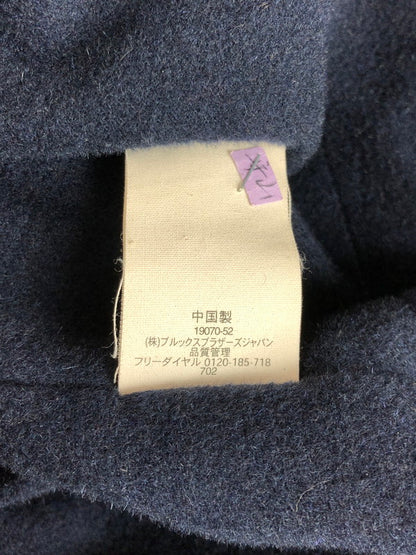 中国製
19070-52
(株)ブルックスブラザーズジャパン
品質管理
フリーダイヤル 0120-185-718
702